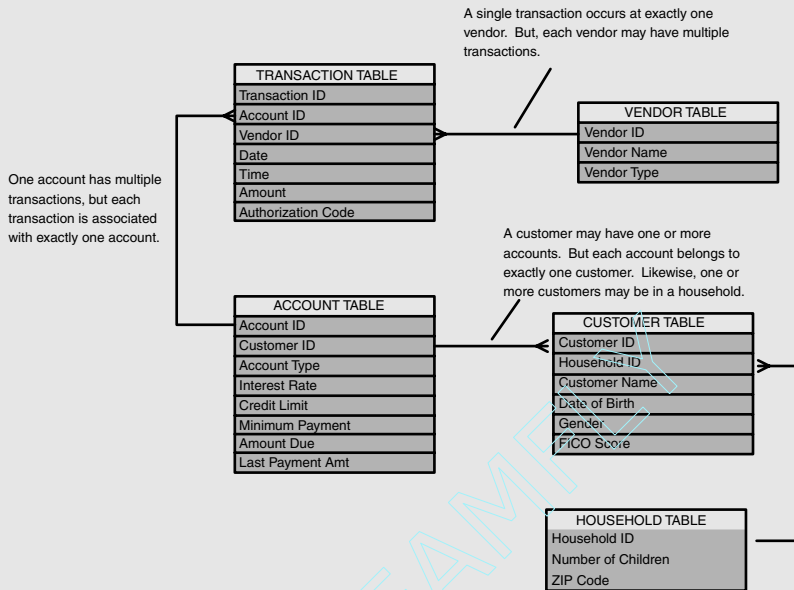 A single transaction occurs at exactly one
vendor.  But, each vendor may have multiple
transactions.
TRANSACTION TABLE
Transaction ID
Account ID
Vendor ID
Date
Time
Amount
Authorization Code
VENDOR TABLE
Vendor ID
Vendor Name
Vendor Type
One account has multiple
transactions, but each
transaction is associated
with exactly one account.
A customer may have one or more
accounts.  But each account belongs to
exactly one customer.  Likewise, one or
more customers may be in a household.
ACCOUNT TABLE
Account ID
Customer ID
Account Type
Interest Rate
Credit Limit
Minimum Payment
Amount Due
Last Payment Amt
CUSTOMER TABLE
Customer ID
Household ID
Customer Name
Date of Birth
Gender
FICO Score
HOUSEHOLD TABLE
Household ID
Number of Children
ZIP Code